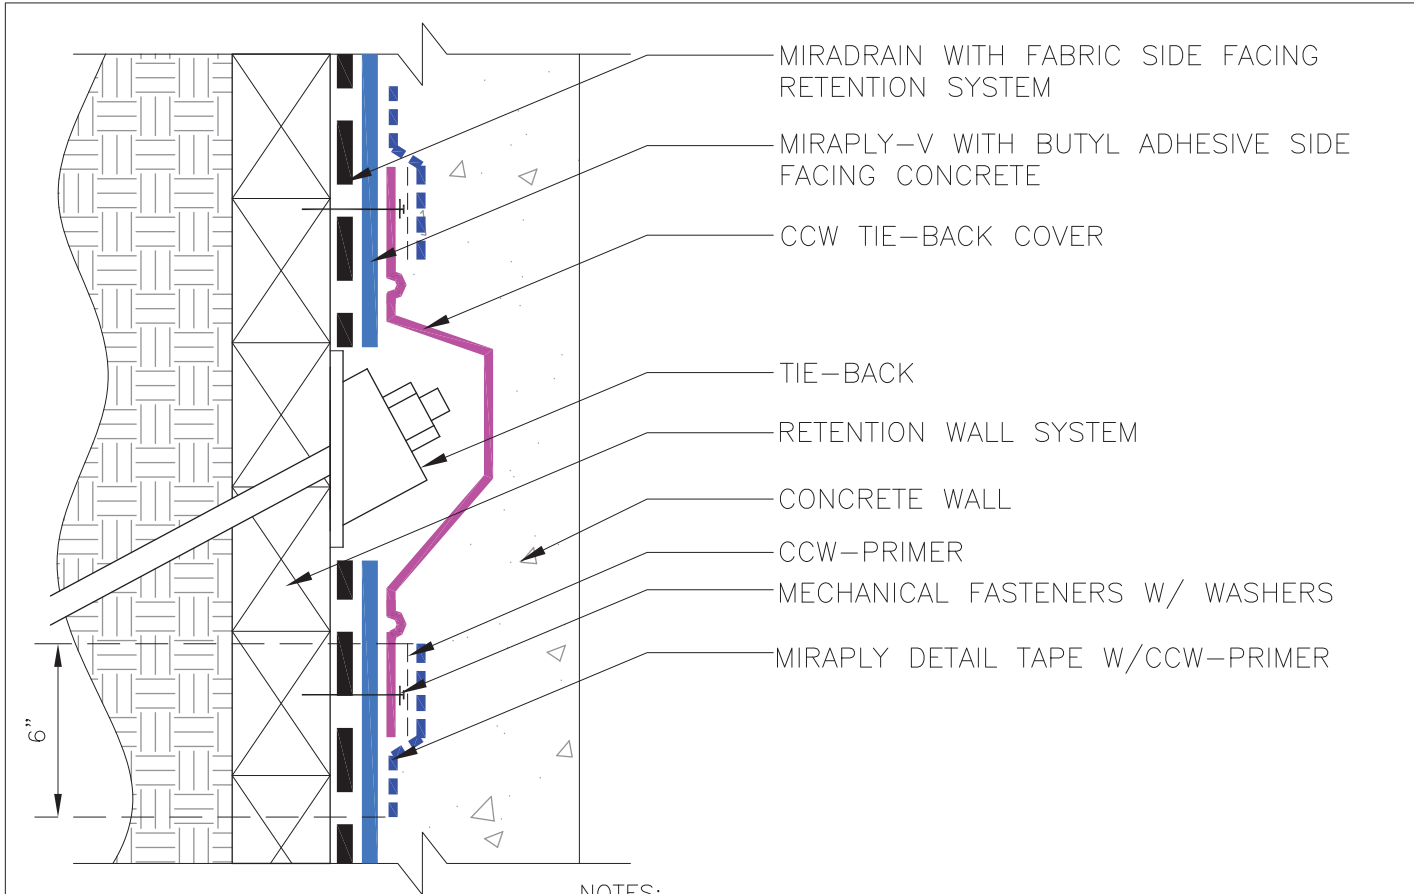 MIRADRAIN WITH FABRIC SIDE FACING
RETENTION SYSTEM
MIRAPLY-V WITH BUTYL ADHESIVE SIDE
FACING CONCRETE
CCW TIE-BACK COVER
TIE-BACK
RETENTION WALL SYSTEM
CONCRETE WALL
CCW-PRIMER
MECHANICAL FASTENERS W/ WASHERS
MIRAPLY DETAIL TAPE W/CCW-PRIMER
6"
NOTES: